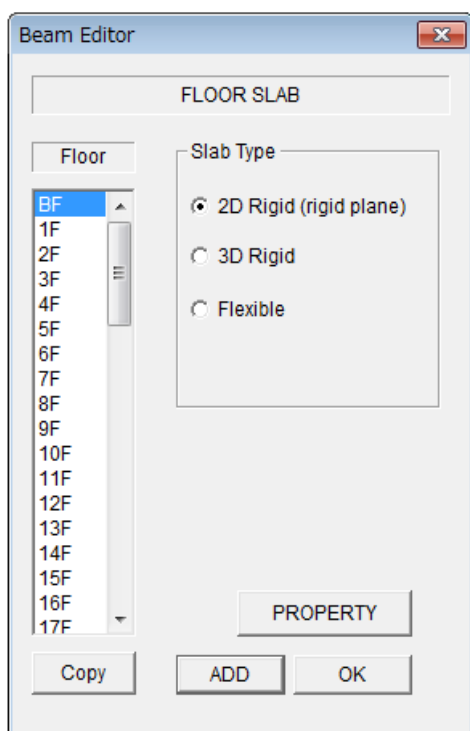 Beam Editor
FLOOR SLAB
Floor
BF
1F
2F
3F
4F
5F
6F
7F
8F
9F
10F
11F
12F
13F
14F
15F
16F
17F
Slab Type
2D Rigid (rigid plane)
3D Rigid
Flexible
PROPERTY
Copy
ADD
OK